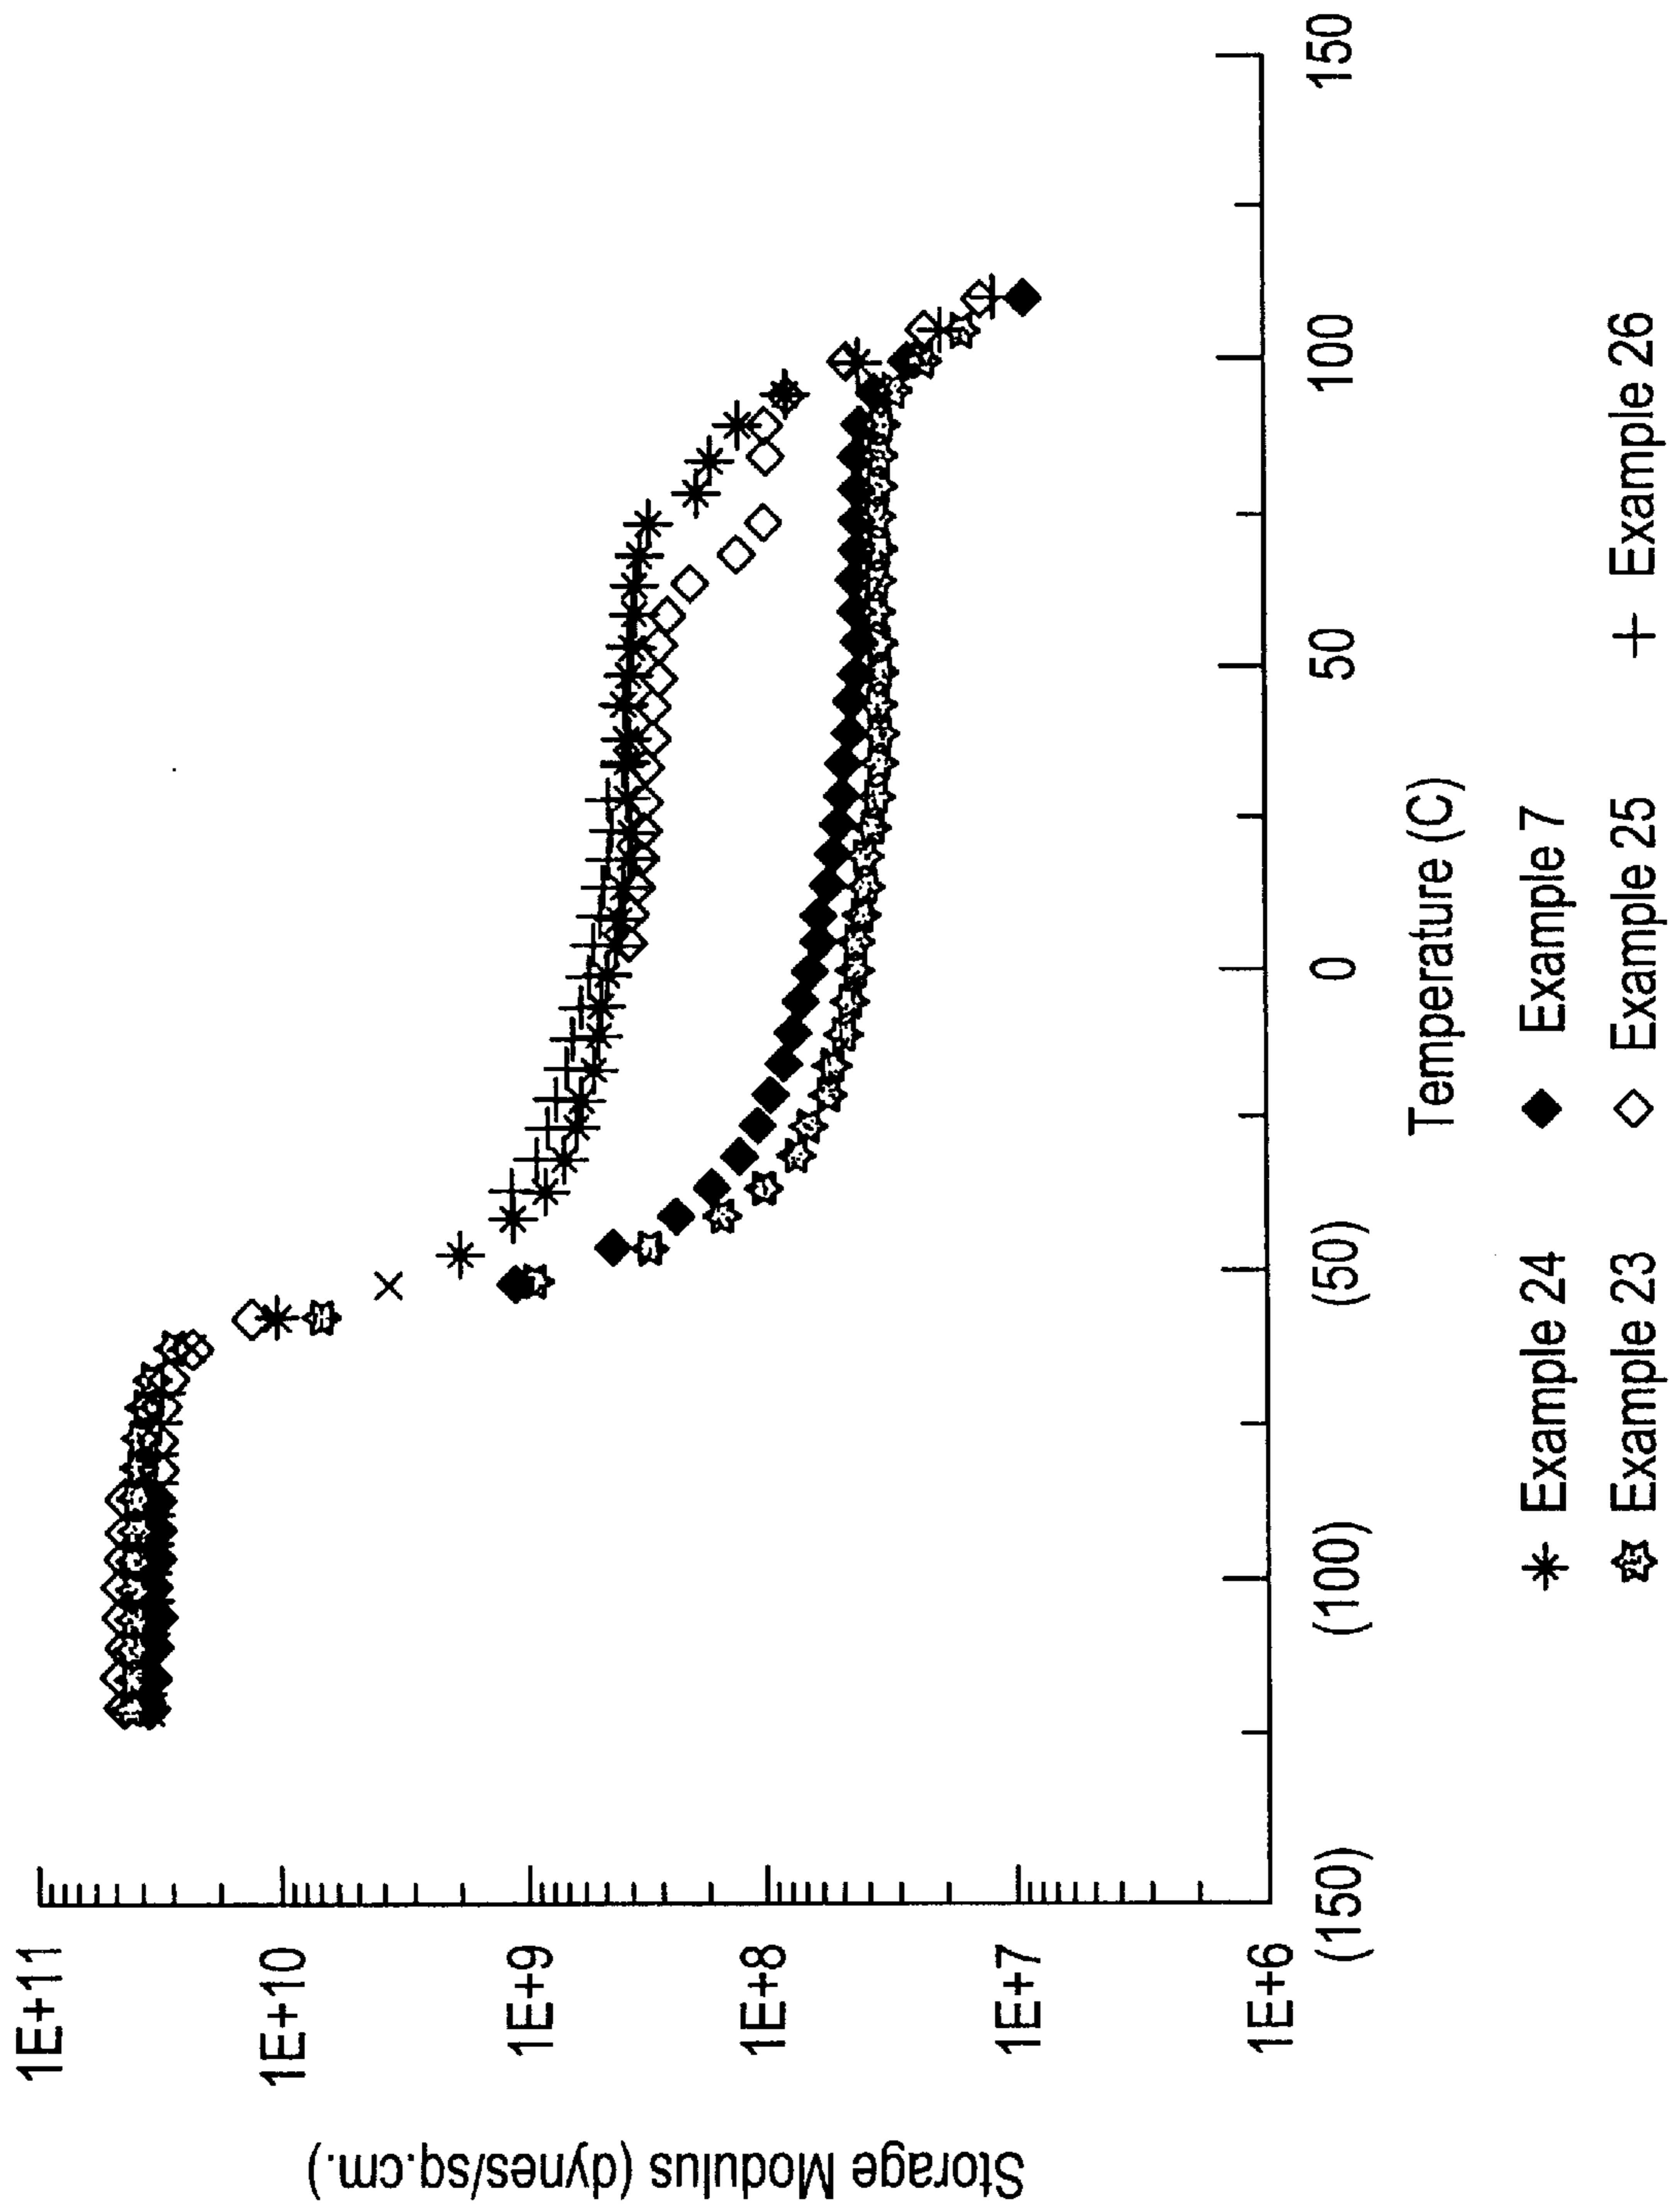 Storage Modulus (dynes/sq.cm.)
1E+11
1E+10
1E+9
1E+8
1E+7
1E+6
(150)
(100)
(50)
0
50
100
150
Temperature (C)
Example 24
Example 7
Example 23
Example 25
Example 26